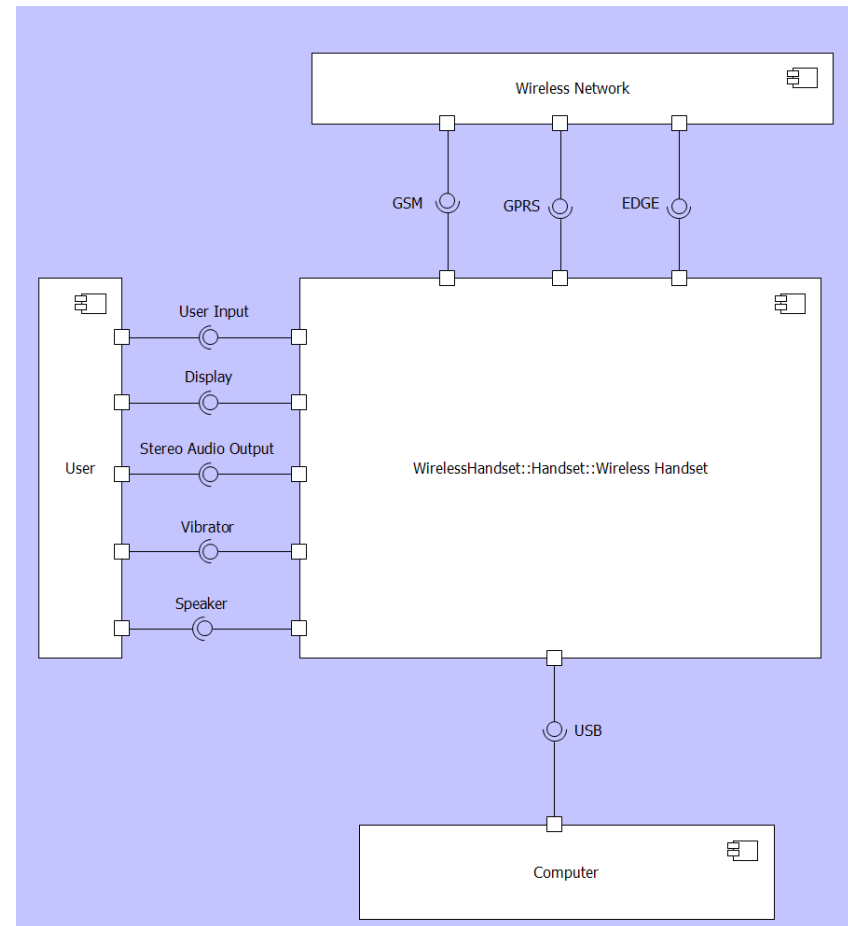 Wireless Network
GSM
GPRS
EDGE
User Input
Display
Stereo Audio Output
User
WirelessHandset::Handset::Wireless Handset
Vibrator
Speaker
USB
Computer